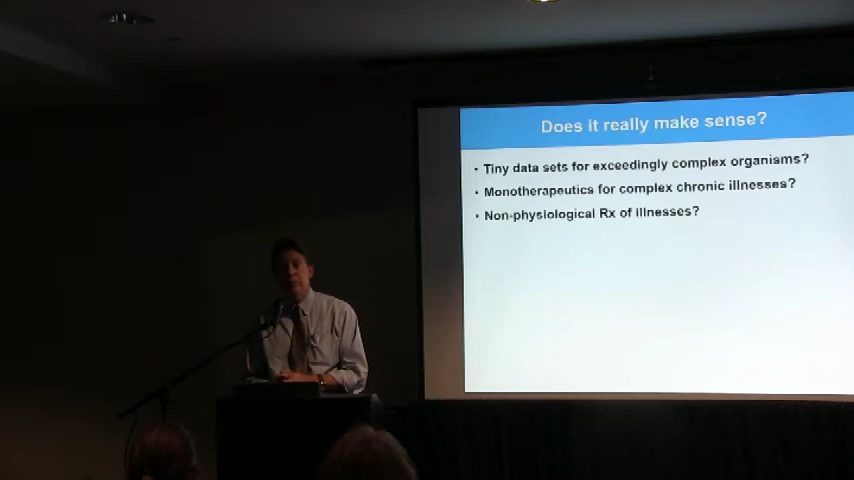 Does it really make sense?
• Tiny data sets for exceedingly complex organisms?
• Monotherapeutics for complex chronic illnesses?
• Non-physiological Rx of illnesses?